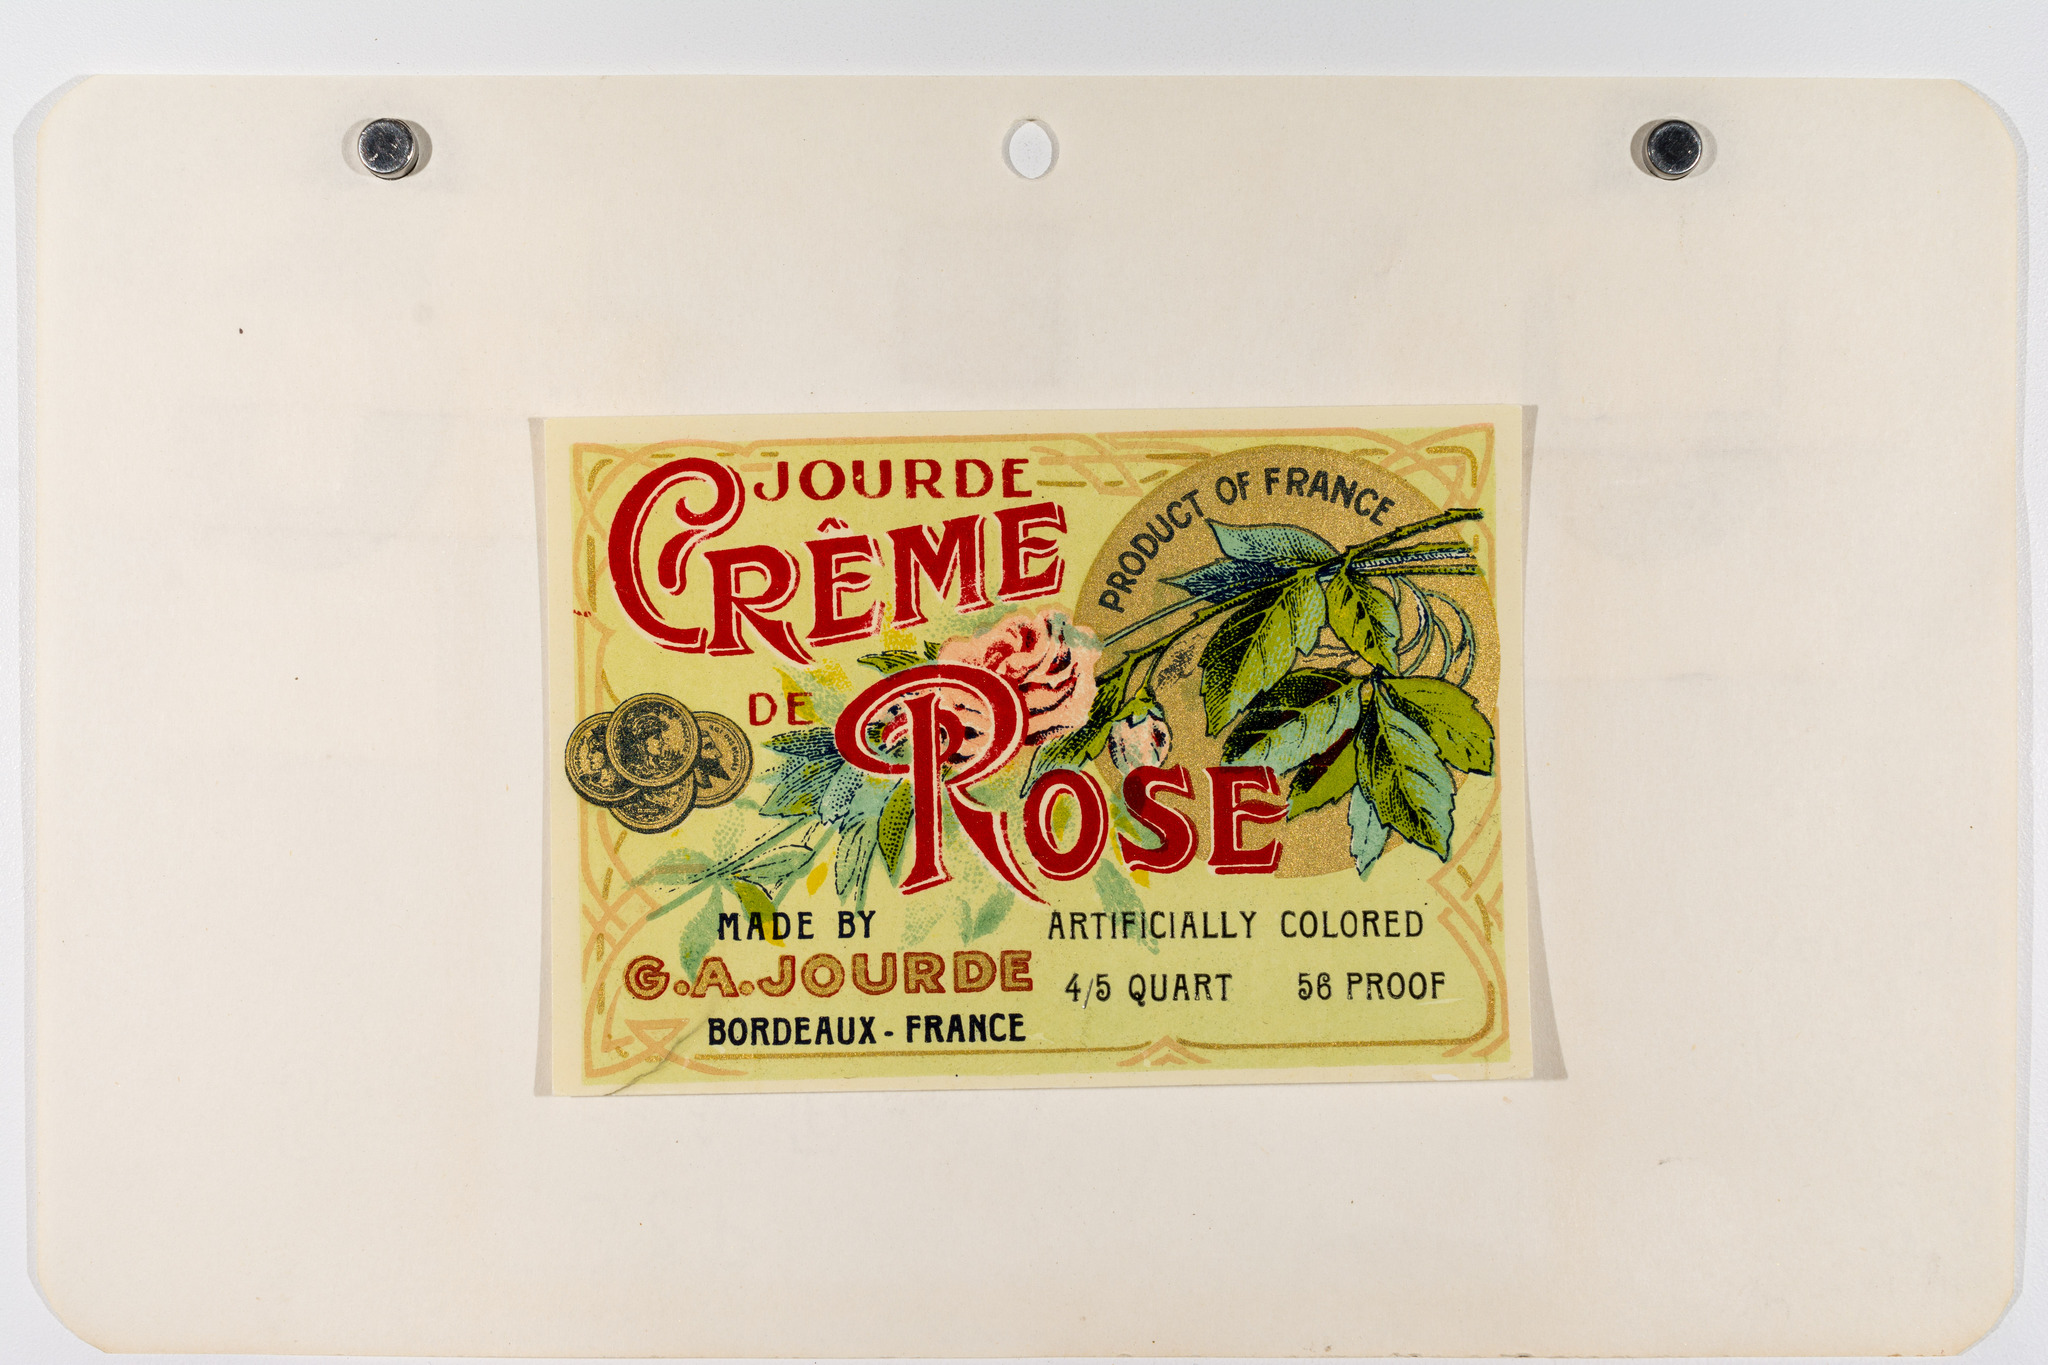 JOURDE
CRÊME
DE ROSE
PRODUCT OF FRANCE
MADE BY
G.A.JOURDE
BORDEAUX - FRANCE
ARTIFICIALLY COLORED
4/5 QUART 56 PROOF